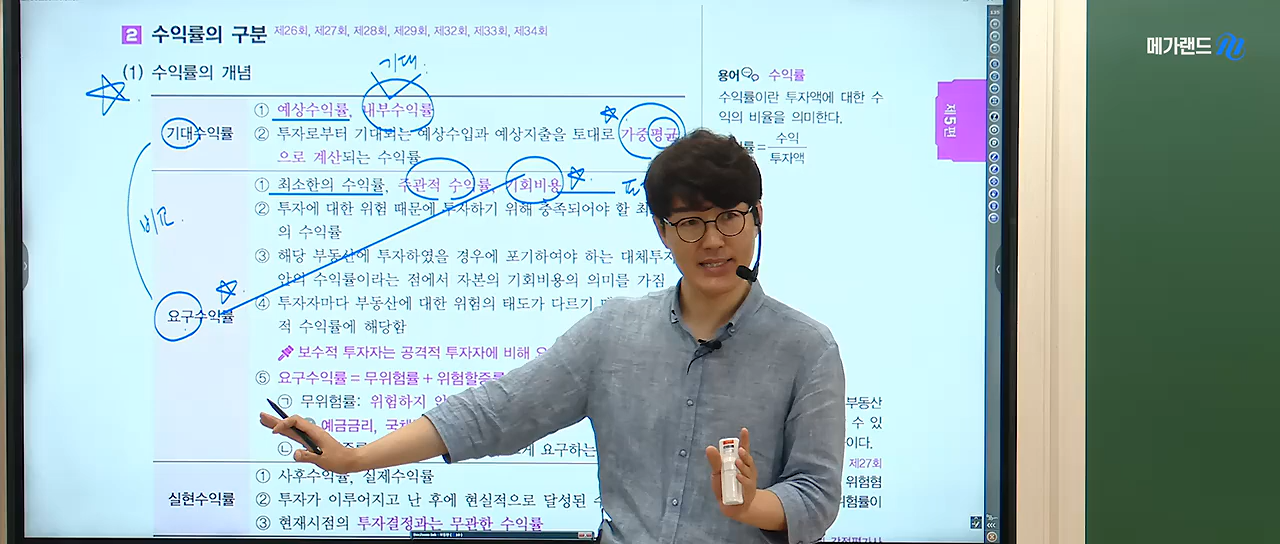 메가랜드
2 수익률의 구분 제26회, 제27회, 제28회, 제29회, 제32회, 제33회, 제34회
(1) 수익률의 개념
기대
기대수익률
① 예상수익률, 내부수익률
② 투자로부터 기대되는 예상수입과 예상지출을 토대로 가중평균
으로 계산되는 수익률
비교
요구수익률
① 최소한의 수익률, 주관적 수익률, 기회비용
② 투자에 대한 위험 때문에 투자하기 위해 충족되어야 할
의 수익률
③ 해당 부동산에 투자하였을 경우에 포기하여야 하는 대체투자
안의 수익률이라는 점에서 자본의 기회비용의 의미를 가짐
④ 투자자마다 부동산에 대한 위험의 태도가 다르기
적 수익률에 해당함
보수적 투자자는 공격적 투자자에 비해
⑤ 요구수익률 = 무위험률 + 위험할증률
㉠ 무위험률: 위험하지
예금금리,
㉡ 요구하는
실현수익률
① 사후수익률, 실제수익률
② 투자가 이루어지고 난 후에 현실적으로 달성된
③ 현재시점의 투자결정과는 무관한 수익률
용어 수익률
수익률이란 투자액에 대한 수
익의 비율을 의미한다.
률 = 수익
투자액
제5편
부동산
수 있
이다.
제27회
위험험
험률이
감정평가사